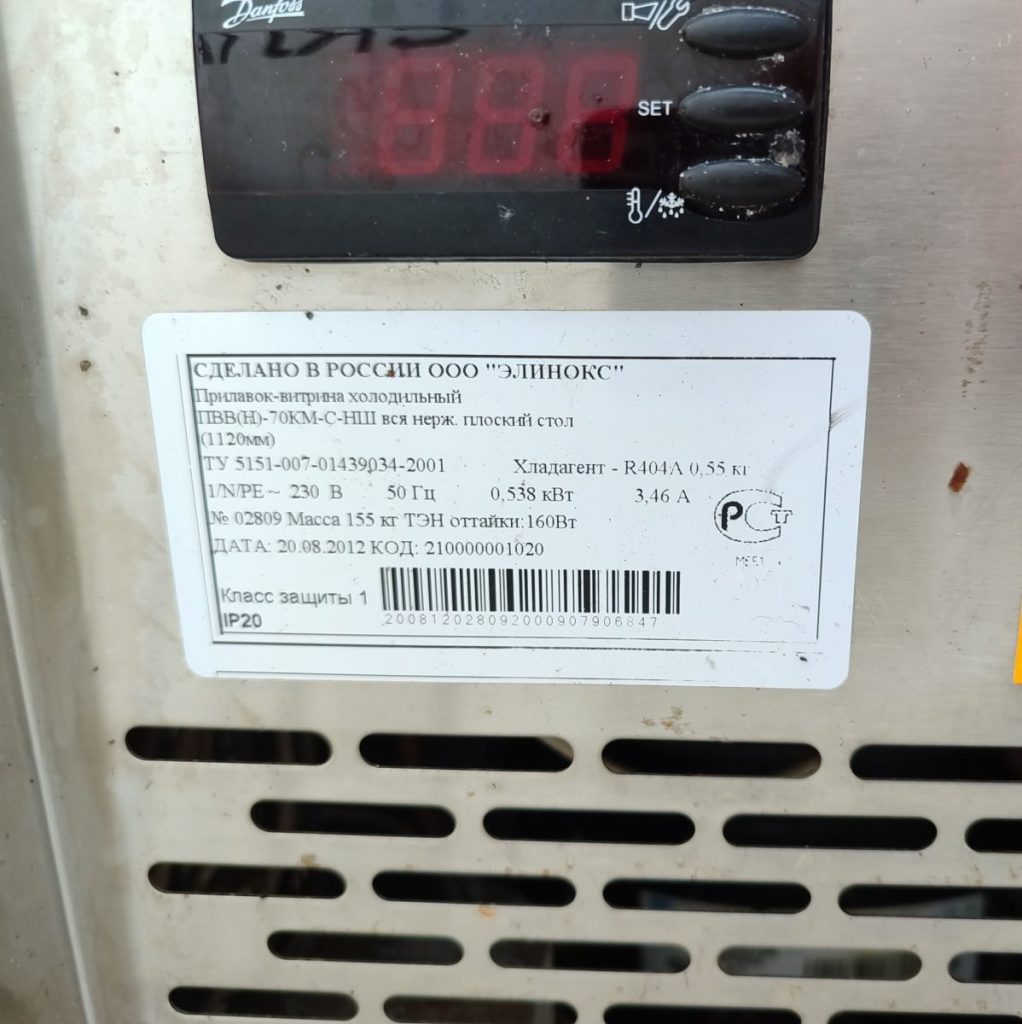 Danfoss
SET
СДЕЛАНО В РОССИИ ООО "ЭЛИНОКС"
Прилавок-витрина холодильный
ПВВ(Н)-70КМ-С-НШ вся нерж. плоский стол
(1120мм)
ТУ 5151-007-01439034-2001 Хладагент - R404A 0,55 кг
1/N/PE ~ 230 В 50 Гц 0,538 кВт 3,46 А
№ 02809 Масса 155 кг ТЭН оттайки:160Вт
ДАТА: 20.08.2012 КОД: 210000001020
Класс защиты 1
IP20
200812028092000907906847